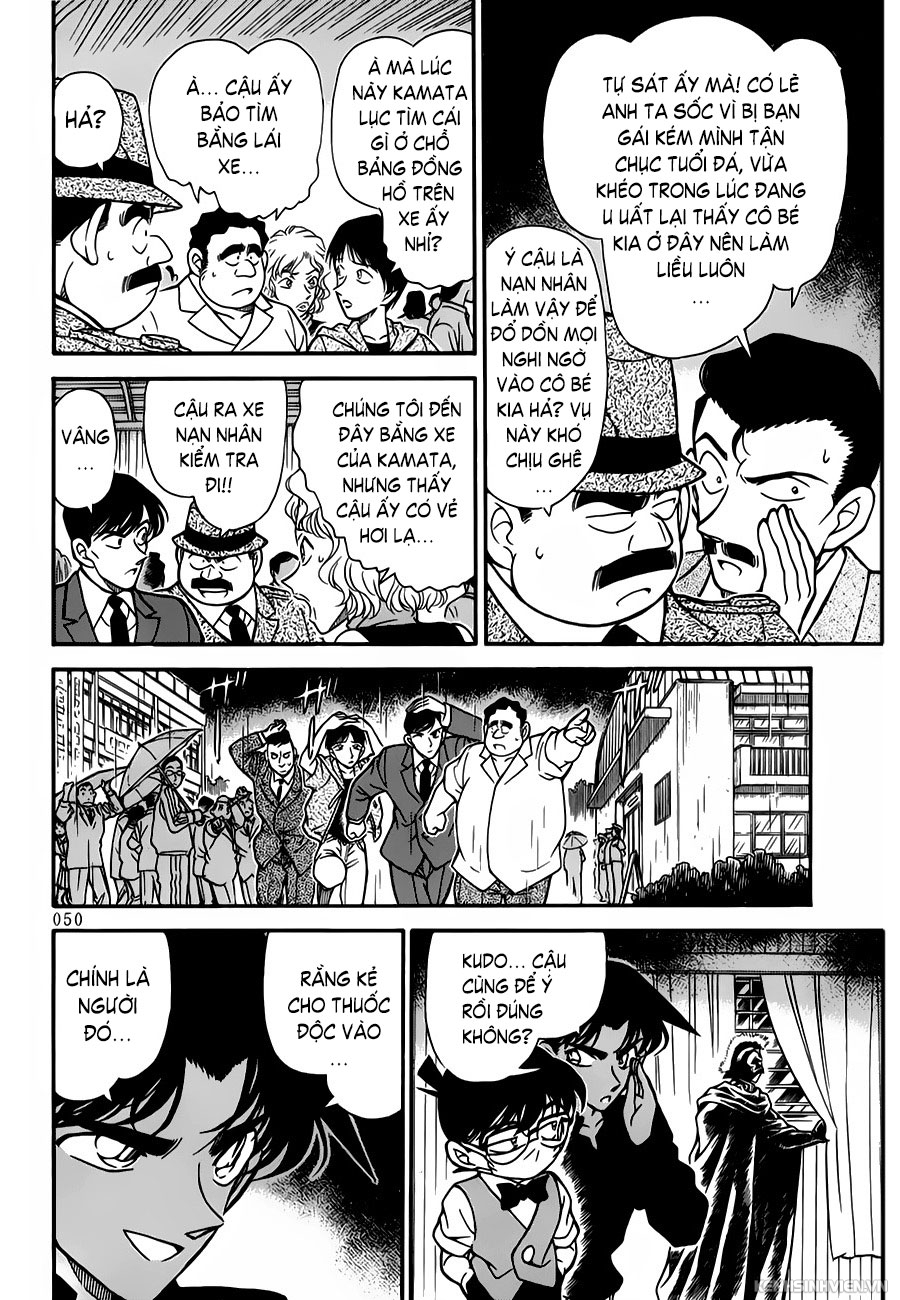 TỰ SÁT ẤY MÀ! CÓ LẼ
ANH TA SỐC VÌ BỊ BẠN
GÁI KÉM MÌNH TẬN
CHỤC TUỔI ĐÁ, VỪA
KHÉO TRONG LÚC ĐANG
U UẤT LẠI THẤY CÔ BÉ
KIA Ở ĐÂY NÊN LÀM
LIỀU LUÔN
...
Ý CẬU LÀ
NẠN NHÂN
LÀM VẬY ĐỂ
ĐỔ DỒN MỌI
NGHI NGỜ
VÀO CÔ BÉ
KIA HẢ? VỤ
NÀY KHÓ
CHỊU GHÊ
...
À MÀ LÚC
NÃY KAMATA
LỤC TÌM CÁI
GÌ Ở CHỖ
BẢNG ĐỒNG
HỒ TRÊN
XE ẤY
NHỈ?
À... CẬU ẤY
BẢO TÌM
BẰNG LÁI
XE...
HẢ?
CHÚNG TÔI ĐẾN
ĐÂY BẰNG XE
CỦA KAMATA,
NHƯNG THẤY
CẬU ẤY CÓ VẺ
HƠI LẠ...
CẬU RA XE
NẠN NHÂN
KIỂM TRA
ĐI!!
VÂNG
...
050
KUDO... CẬU
CŨNG ĐỂ Ý
RỒI ĐÚNG
KHÔNG?
RẰNG KẺ
CHO THUỐC
ĐỘC VÀO
...
CHÍNH LÀ
NGƯỜI
ĐÓ...
KENHSINHVIEN.VN